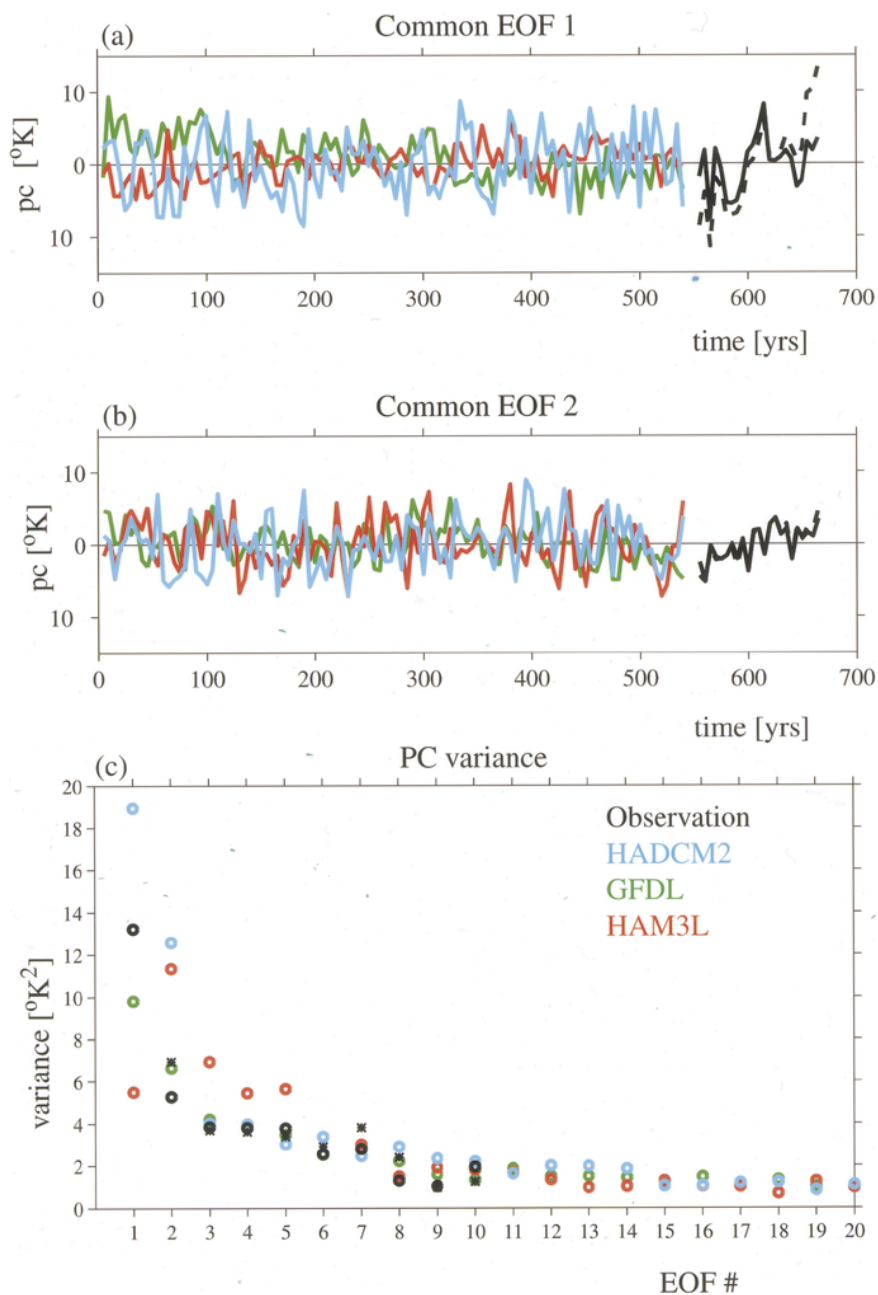 (a) Common EOF 1
pc [°K]
10
0
10
0 100 200 300 400 500 600 700
time [yrs]
(b) Common EOF 2
pc [°K]
10
0
10
0 100 200 300 400 500 600 700
time [yrs]
(c) PC variance
variance [°K²]
20
18
16
14
12
10
8
6
4
2
0
Observation
HADCM2
GFDL
HAM3L
1 2 3 4 5 6 7 8 9 10 11 12 13 14 15 16 17 18 19 20
EOF #